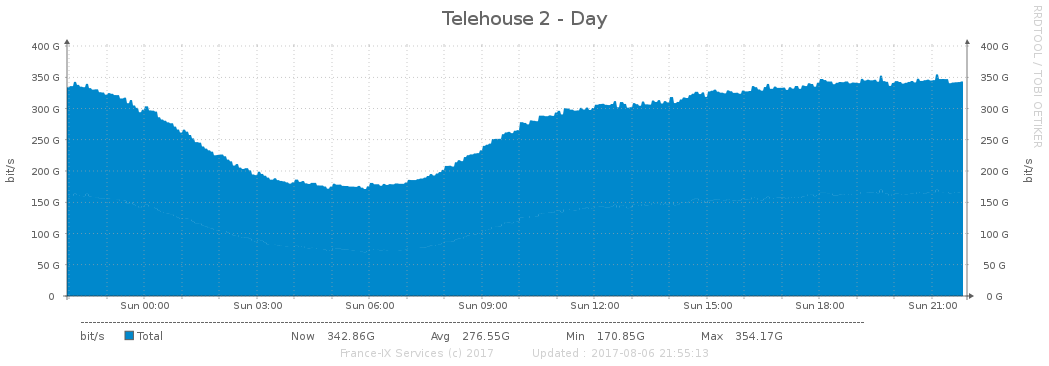 Telehouse 2 - Day
RRDTOOL / TOBI OETIKER
400 G 400 G
350 G 350 G
300 G 300 G
250 G 250 G
200 G 200 G
150 G 150 G
100 G 100 G
50 G 50 G
0 0 G
bit/s bit/s
Sun 00:00 Sun 03:00 Sun 06:00 Sun 09:00 Sun 12:00 Sun 15:00 Sun 18:00 Sun 21:00
bit/s Total Now 342.86G Avg 276.55G Min 170.85G Max 354.17G
France-IX Services (c) 2017 Updated : 2017-08-06 21:55:13